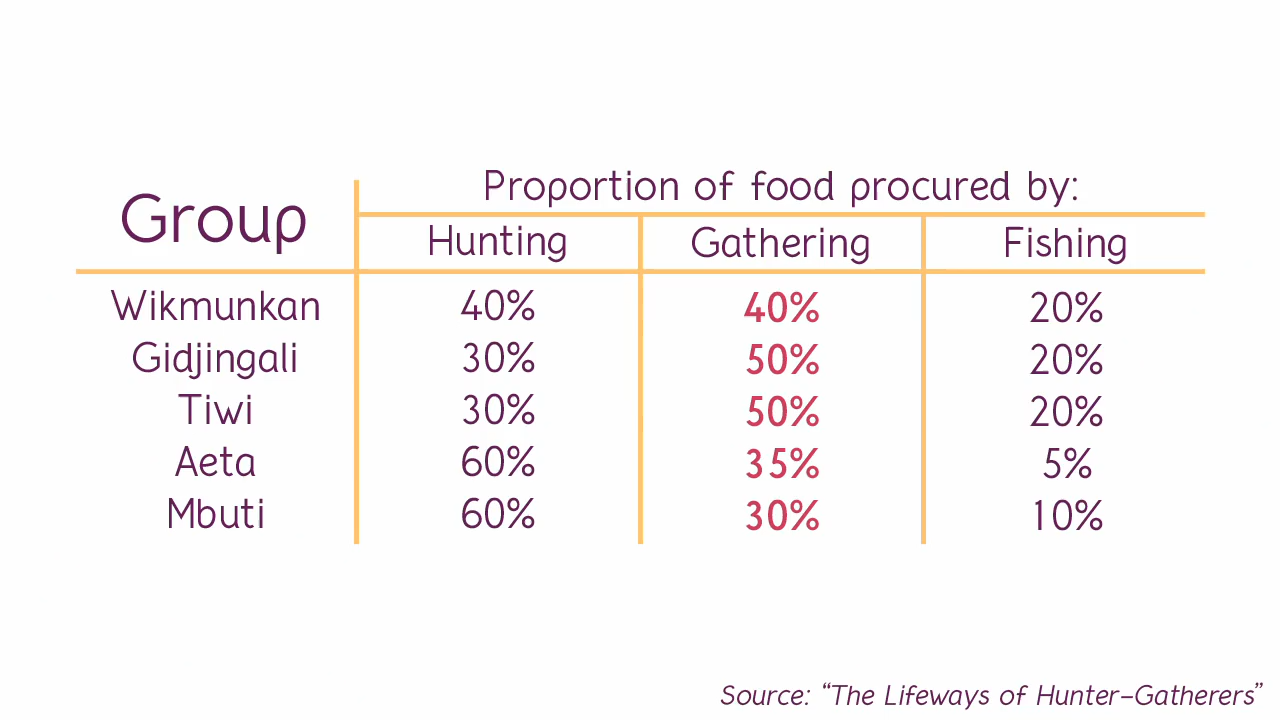 Proportion of food procured by:
Group
Hunting Gathering Fishing
Wikmunkan 40% 40% 20%
Gidjingali 30% 50% 20%
Tiwi 30% 50% 20%
Aeta 60% 35% 5%
Mbuti 60% 30% 10%
Source: “The Lifeways of Hunter-Gatherers”